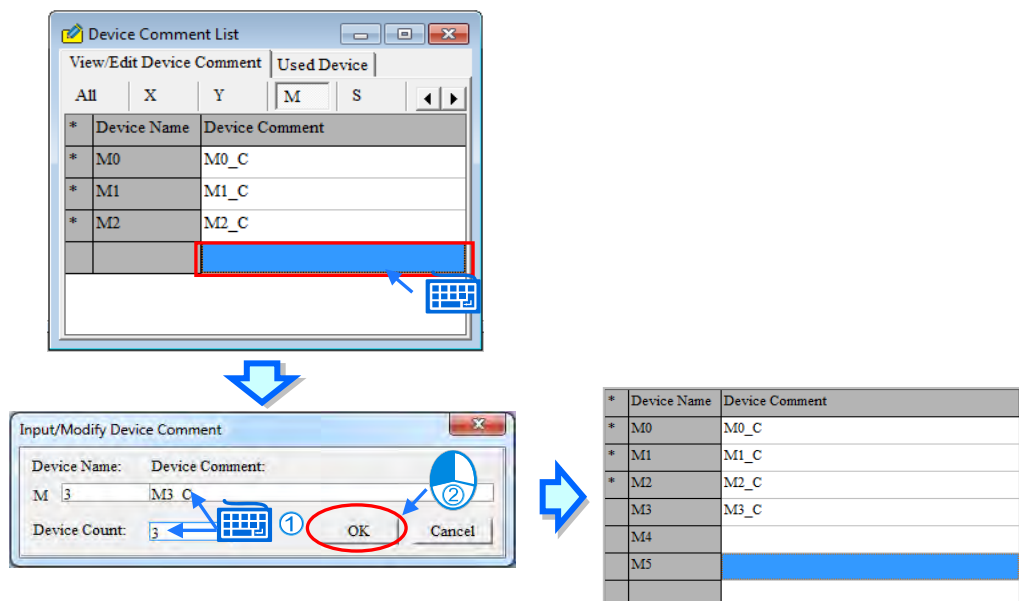 Device Comment List
View/Edit Device Comment Used Device
All X Y M S
* Device Name Device Comment
* M0 M0_C
* M1 M1_C
* M2 M2_C
Input/Modify Device Comment
Device Name: Device Comment:
M 3 M3_C
Device Count: 3 ① OK ② Cancel
* Device Name Device Comment
* M0 M0_C
* M1 M1_C
* M2 M2_C
M3 M3_C
M4
M5